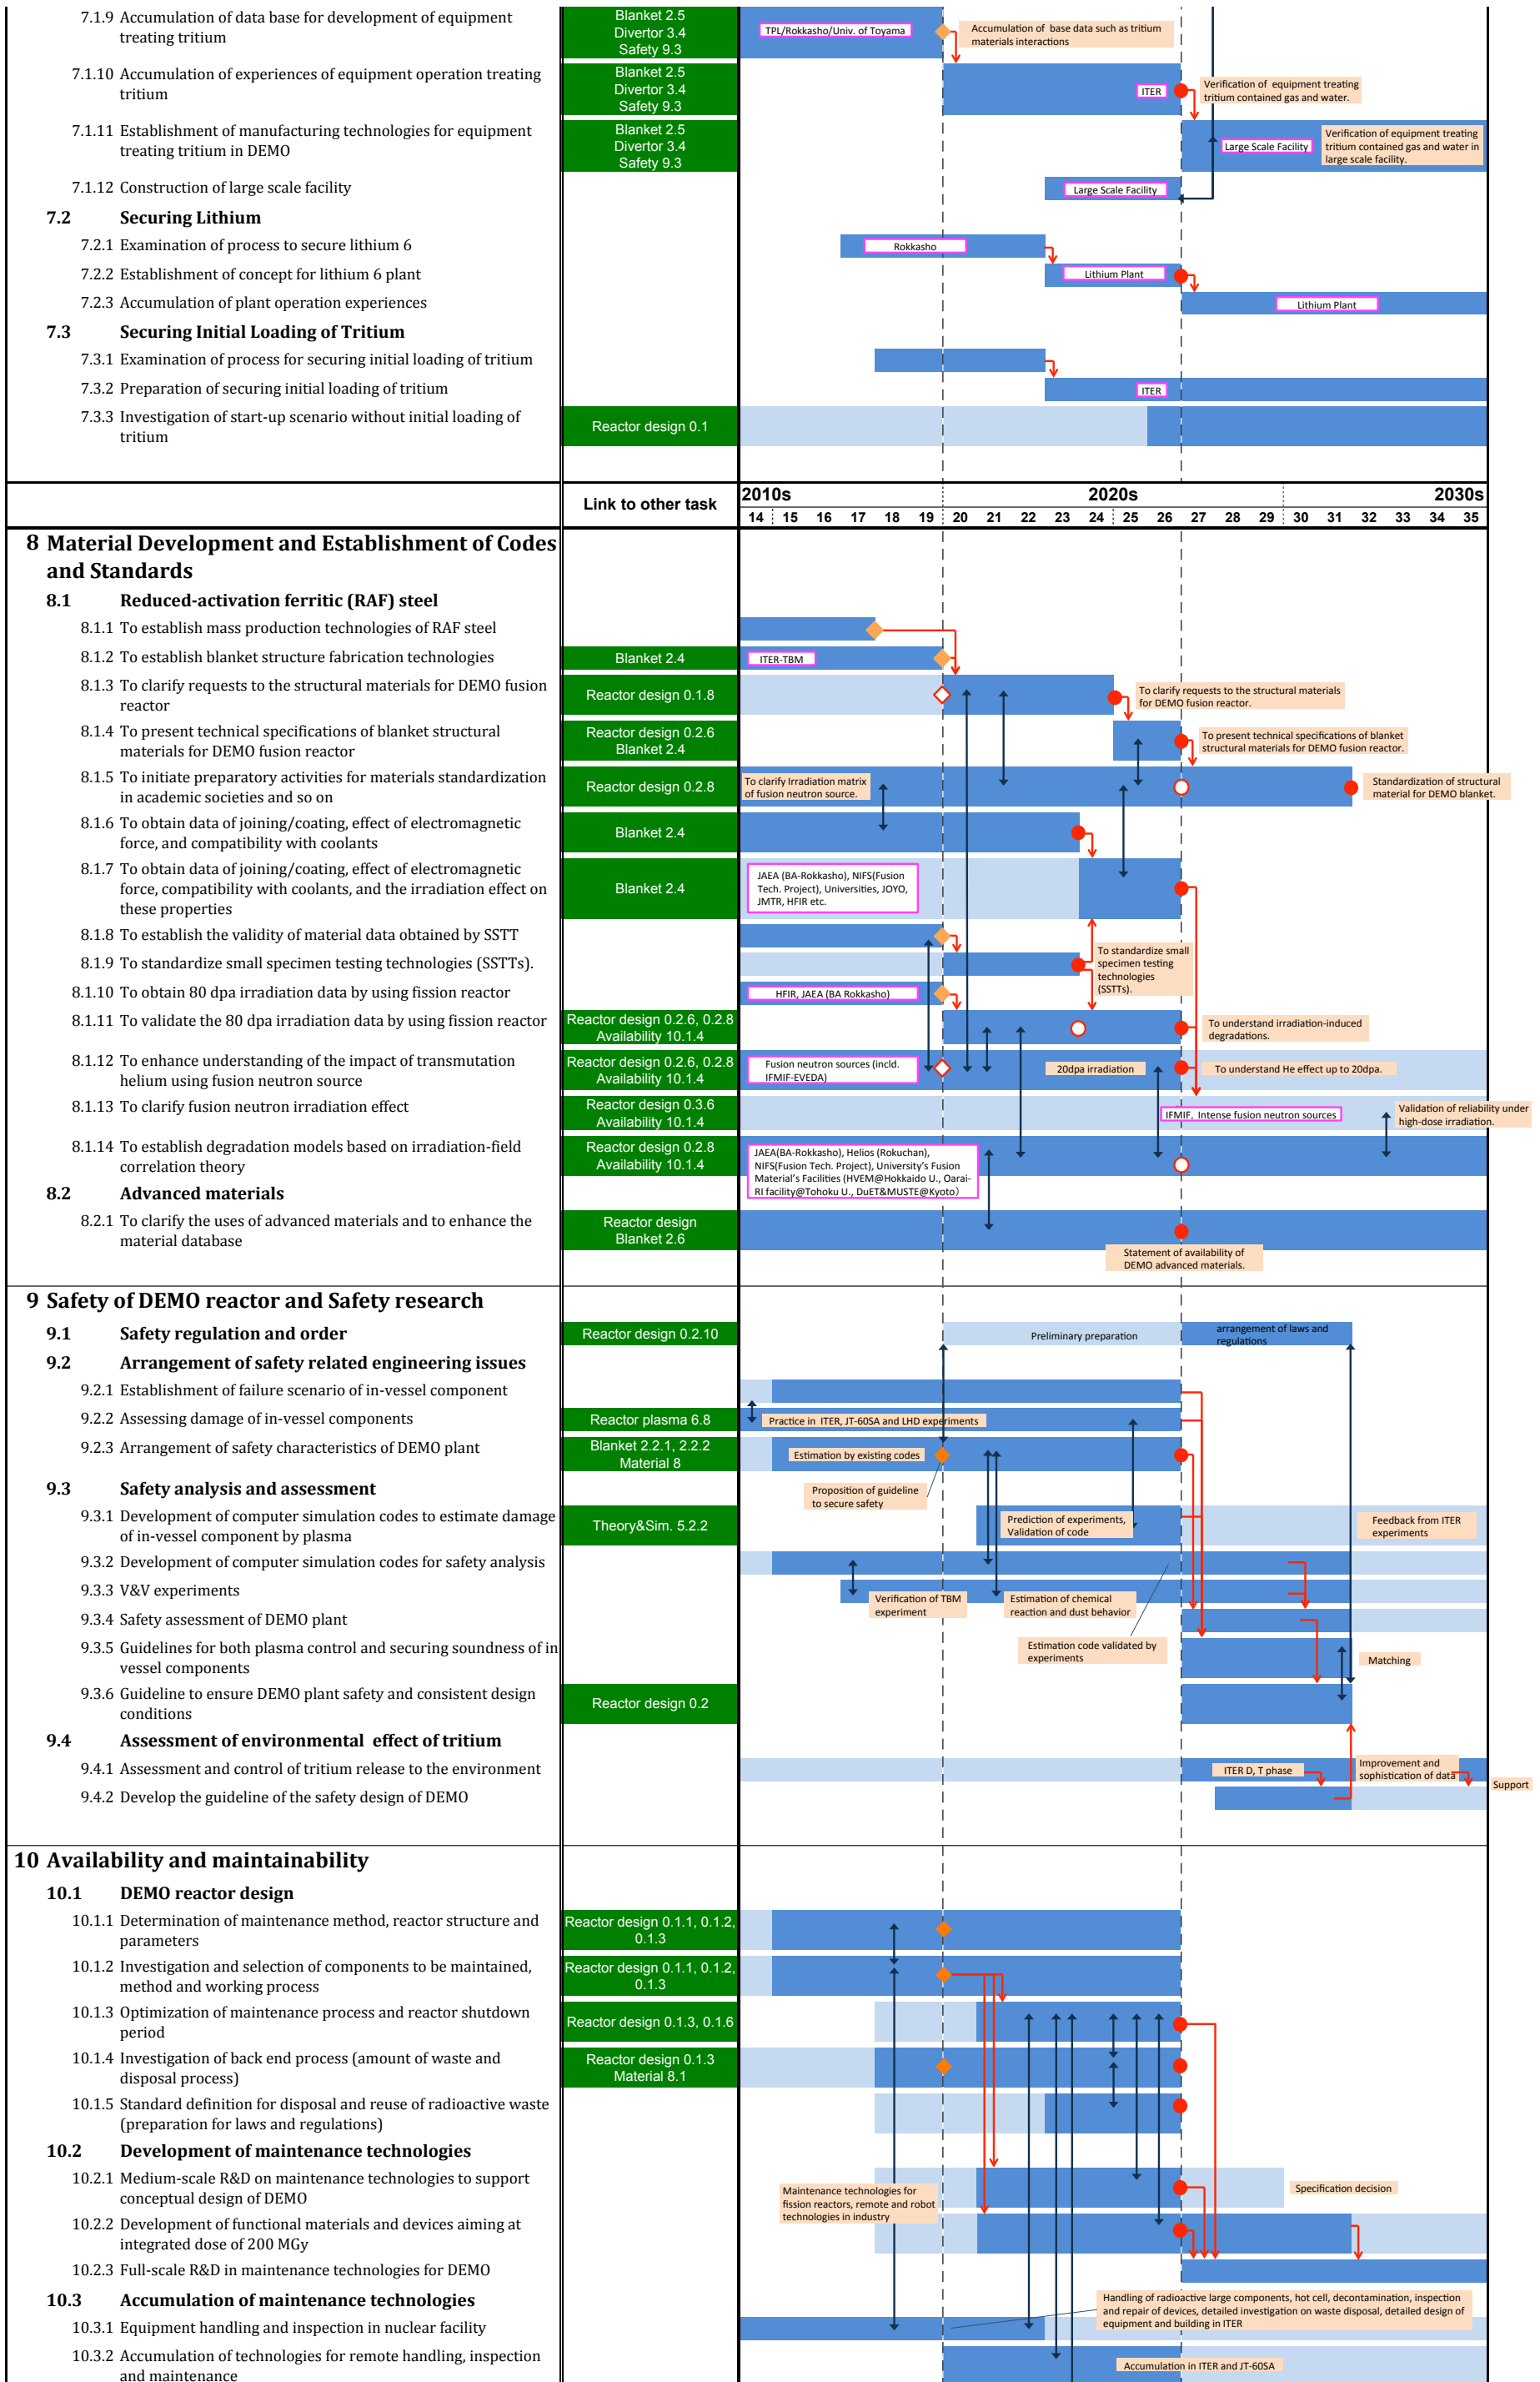 7.1.9 Accumulation of data base for development of equipment
treating tritium
Blanket 2.5
Divertor 3.4
Safety 9.3
TPL/Rokkasho/Univ. of Toyama
Accumulation of base data such as tritium
materials interactions
7.1.10 Accumulation of experiences of equipment operation treating
tritium
Blanket 2.5
Divertor 3.4
Safety 9.3
ITER
Verification of equipment treating
tritium contained gas and water.
7.1.11 Establishment of manufacturing technologies for equipment
treating tritium in DEMO
Blanket 2.5
Divertor 3.4
Safety 9.3
Large Scale Facility
Verification of equipment treating
tritium contained gas and water in
large scale facility.
7.1.12 Construction of large scale facility
Large Scale Facility
7.2 Securing Lithium
7.2.1 Examination of process to secure lithium 6
Rokkasho
7.2.2 Establishment of concept for lithium 6 plant
Lithium Plant
7.2.3 Accumulation of plant operation experiences
Lithium Plant
7.3 Securing Initial Loading of Tritium
7.3.1 Examination of process for securing initial loading of tritium
7.3.2 Preparation of securing initial loading of tritium
ITER
7.3.3 Investigation of start-up scenario without initial loading of
tritium
Reactor design 0.1
Link to other task
2010s 2020s 2030s
14 15 16 17 18 19 20 21 22 23 24 25 26 27 28 29 30 31 32 33 34 35
8 Material Development and Establishment of Codes
and Standards
8.1 Reduced-activation ferritic (RAF) steel
8.1.1 To establish mass production technologies of RAF steel
8.1.2 To establish blanket structure fabrication technologies
Blanket 2.4
ITER-TBM
8.1.3 To clarify requests to the structural materials for DEMO fusion
reactor
Reactor design 0.1.8
To clarify requests to the structural materials
for DEMO fusion reactor.
8.1.4 To present technical specifications of blanket structural
materials for DEMO fusion reactor
Reactor design 0.2.6
Blanket 2.4
To present technical specifications of blanket
structural materials for DEMO fusion reactor.
8.1.5 To initiate preparatory activities for materials standardization
in academic societies and so on
Reactor design 0.2.8
To clarify Irradiation matrix
of fusion neutron source.
Standardization of structural
material for DEMO blanket.
8.1.6 To obtain data of joining/coating, effect of electromagnetic
force, and compatibility with coolants
Blanket 2.4
8.1.7 To obtain data of joining/coating, effect of electromagnetic
force, compatibility with coolants, and the irradiation effect on
these properties
Blanket 2.4
JAEA (BA-Rokkasho), NIFS(Fusion
Tech. Project), Universities, JOYO,
JMTR, HFIR etc.
8.1.8 To establish the validity of material data obtained by SSTT
8.1.9 To standardize small specimen testing technologies (SSTTs).
To standardize small
specimen testing
technologies
(SSTTs).
8.1.10 To obtain 80 dpa irradiation data by using fission reactor
HFIR, JAEA (BA Rokkasho)
8.1.11 To validate the 80 dpa irradiation data by using fission reactor
Reactor design 0.2.6, 0.2.8
Availability 10.1.4
To understand irradiation-induced
degradations.
8.1.12 To enhance understanding of the impact of transmutation
helium using fusion neutron source
Reactor design 0.2.6, 0.2.8
Availability 10.1.4
Fusion neutron sources (incld.
IFMIF-EVEDA)
20dpa irradiation
To understand He effect up to 20dpa.
8.1.13 To clarify fusion neutron irradiation effect
Reactor design 0.3.6
Availability 10.1.4
IFMIF, Intense fusion neutron sources
Validation of reliability under
high-dose irradiation.
8.1.14 To establish degradation models based on irradiation-field
correlation theory
Reactor design 0.2.8
Availability 10.1.4
JAEA(BA-Rokkasho), Helios (Rokuchan),
NIFS(Fusion Tech. Project), University's Fusion
Material's Facilities (HVEM@Hokkaido U., Oarai-
RI facility@Tohoku U., DuET&MUSTE@Kyoto）
8.2 Advanced materials
8.2.1 To clarify the uses of advanced materials and to enhance the
material database
Reactor design
Blanket 2.6
Statement of availability of
DEMO advanced materials.
9 Safety of DEMO reactor and Safety research
9.1 Safety regulation and order
Reactor design 0.2.10
Preliminary preparation
arrangement of laws and
regulations
9.2 Arrangement of safety related engineering issues
9.2.1 Establishment of failure scenario of in-vessel component
9.2.2 Assessing damage of in-vessel components
Reactor plasma 6.8
Practice in ITER, JT-60SA and LHD experiments
9.2.3 Arrangement of safety characteristics of DEMO plant
Blanket 2.2.1, 2.2.2
Material 8
Estimation by existing codes
Proposition of guideline
to secure safety
9.3 Safety analysis and assessment
9.3.1 Development of computer simulation codes to estimate damage
of in-vessel component by plasma
Theory&Sim. 5.2.2
Prediction of experiments,
Validation of code
Feedback from ITER
experiments
9.3.2 Development of computer simulation codes for safety analysis
9.3.3 V&V experiments
Verification of TBM
experiment
Estimation of chemical
reaction and dust behavior
9.3.4 Safety assessment of DEMO plant
Estimation code validated by
experiments
9.3.5 Guidelines for both plasma control and securing soundness of in
vessel components
Matching
9.3.6 Guideline to ensure DEMO plant safety and consistent design
conditions
Reactor design 0.2
9.4 Assessment of environmental effect of tritium
9.4.1 Assessment and control of tritium release to the environment
ITER D, T phase
Improvement and
sophistication of data
Support
9.4.2 Develop the guideline of the safety design of DEMO
10 Availability and maintainability
10.1 DEMO reactor design
10.1.1 Determination of maintenance method, reactor structure and
parameters
Reactor design 0.1.1, 0.1.2,
0.1.3
10.1.2 Investigation and selection of components to be maintained,
method and working process
Reactor design 0.1.1, 0.1.2,
0.1.3
10.1.3 Optimization of maintenance process and reactor shutdown
period
Reactor design 0.1.3, 0.1.6
10.1.4 Investigation of back end process (amount of waste and
disposal process)
Reactor design 0.1.3
Material 8.1
10.1.5 Standard definition for disposal and reuse of radioactive waste
(preparation for laws and regulations)
10.2 Development of maintenance technologies
10.2.1 Medium-scale R&D on maintenance technologies to support
conceptual design of DEMO
Maintenance technologies for
fission reactors, remote and robot
technologies in industry
Specification decision
10.2.2 Development of functional materials and devices aiming at
integrated dose of 200 MGy
10.2.3 Full-scale R&D in maintenance technologies for DEMO
10.3 Accumulation of maintenance technologies
Handling of radioactive large components, hot cell, decontamination, inspection
and repair of devices, detailed investigation on waste disposal, detailed design of
equipment and building in ITER
10.3.1 Equipment handling and inspection in nuclear facility
10.3.2 Accumulation of technologies for remote handling, inspection
and maintenance
Accumulation in ITER and JT-60SA